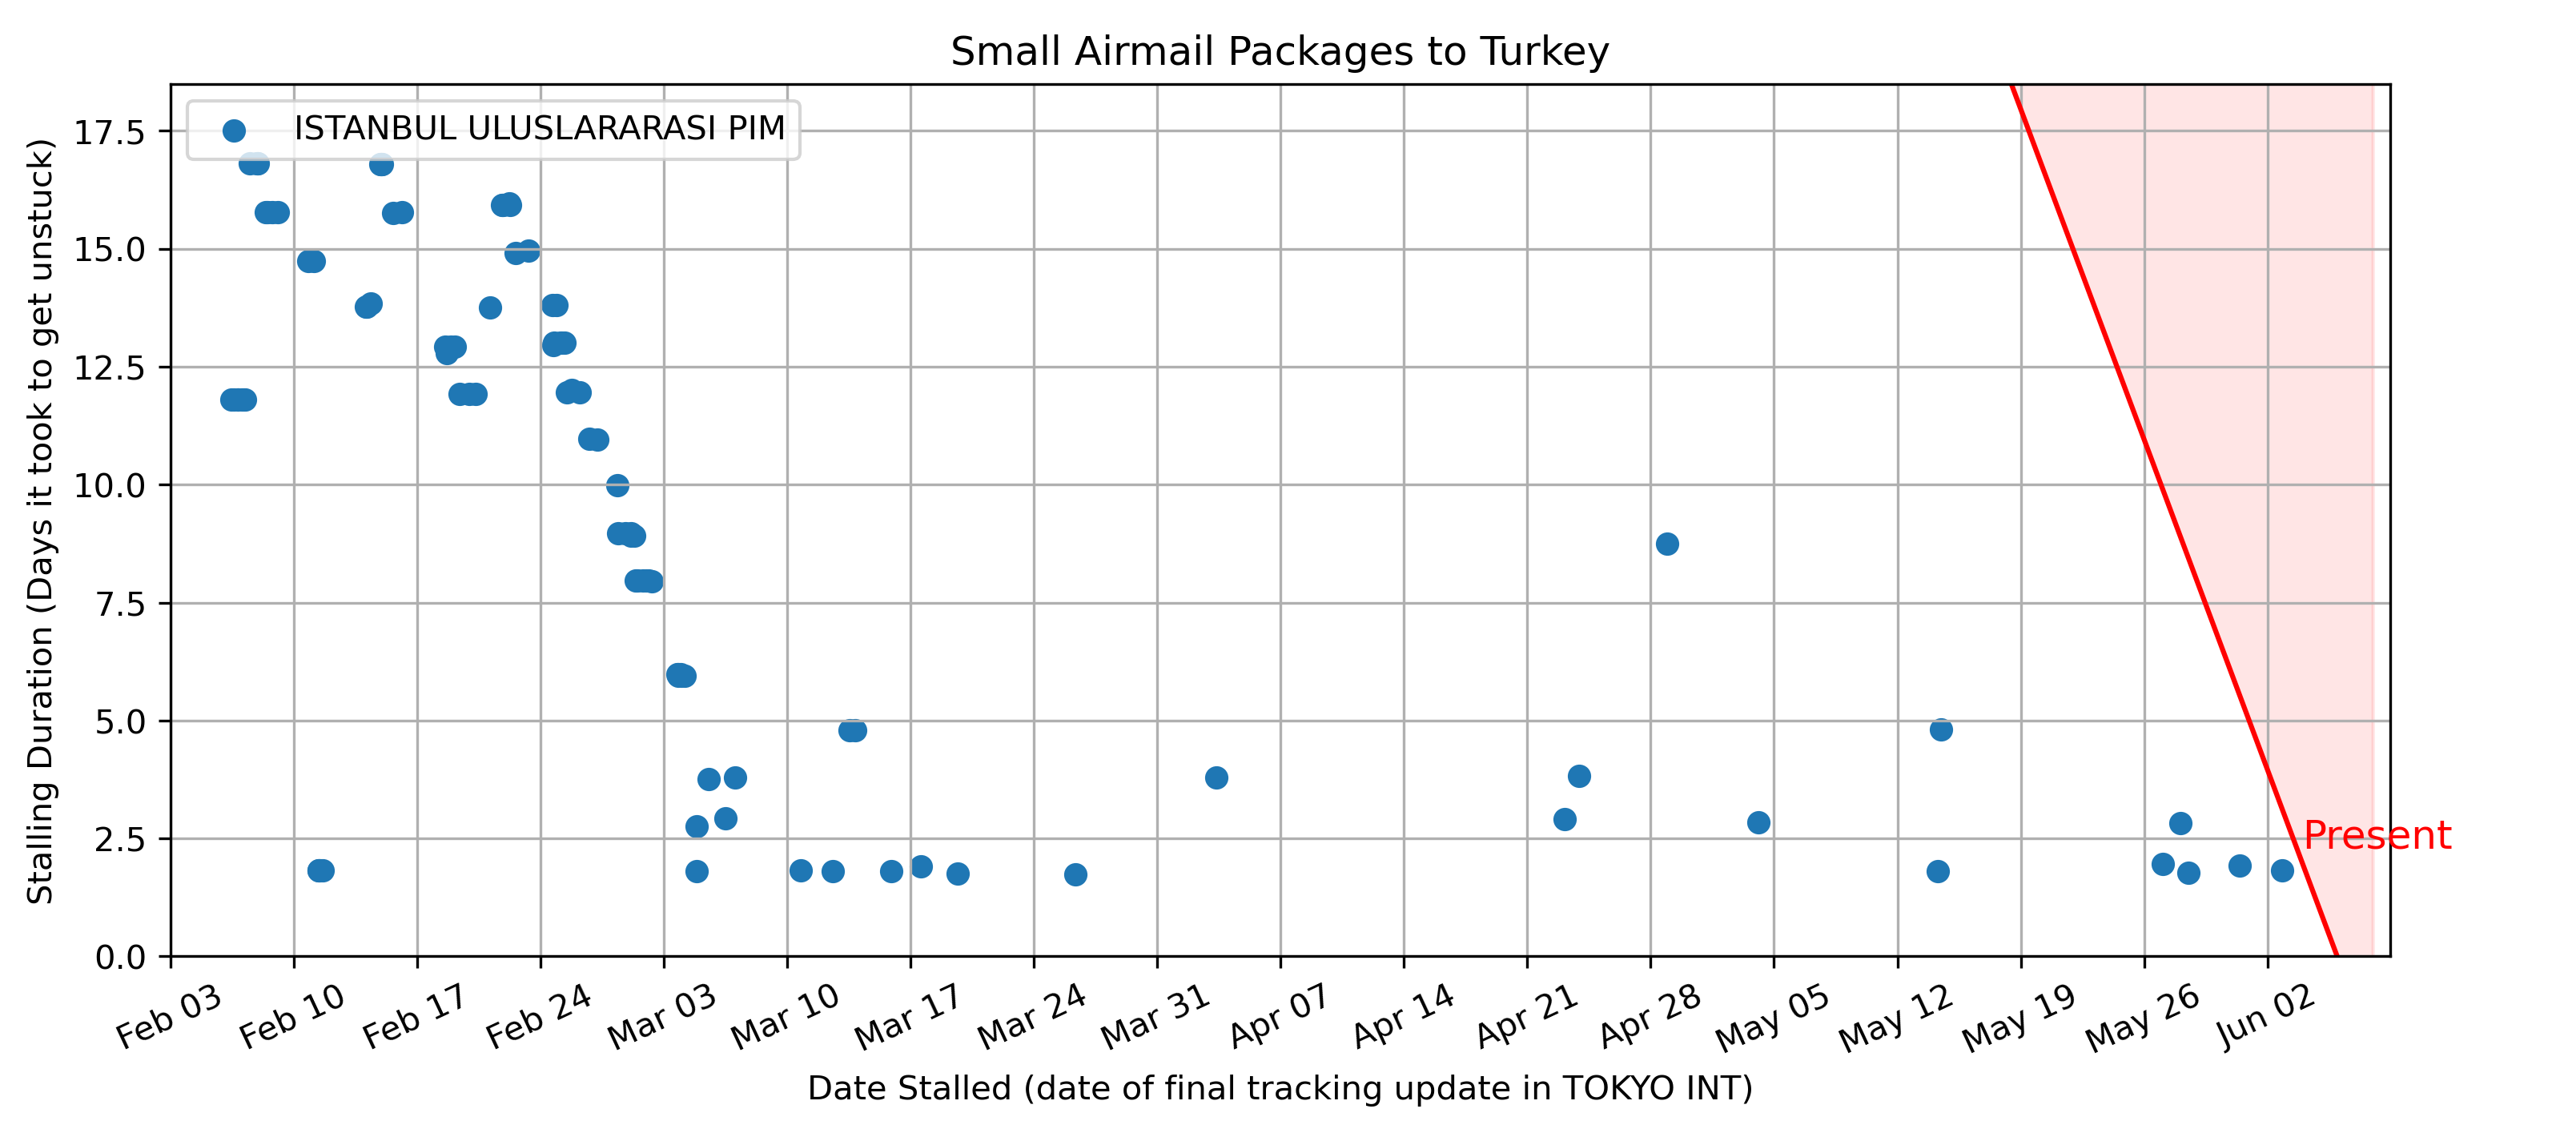 Small Airmail Packages to Turkey
ISTANBUL ULUSLARARASI PIM
Stalling Duration (Days it took to get unstuck)
17.5
15.0
12.5
10.0
7.5
5.0
2.5
0.0
Present
Feb 03
Feb 10
Feb 17
Feb 24
Mar 03
Mar 10
Mar 17
Mar 24
Mar 31
Apr 07
Apr 14
Apr 21
Apr 28
May 05
May 12
May 19
May 26
Jun 02
Date Stalled (date of final tracking update in TOKYO INT)